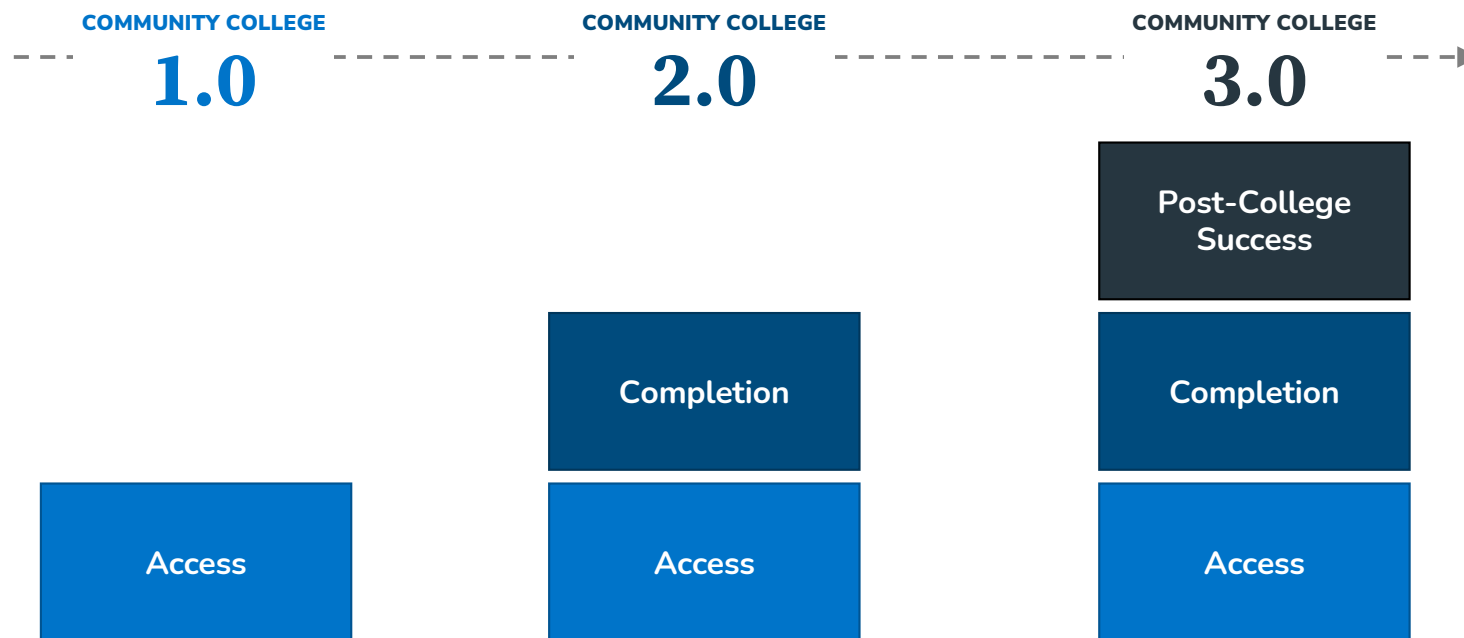 COMMUNITY COLLEGE
1.0
COMMUNITY COLLEGE
2.0
COMMUNITY COLLEGE
3.0
Post-College
Success
Completion
Completion
Access
Access
Access